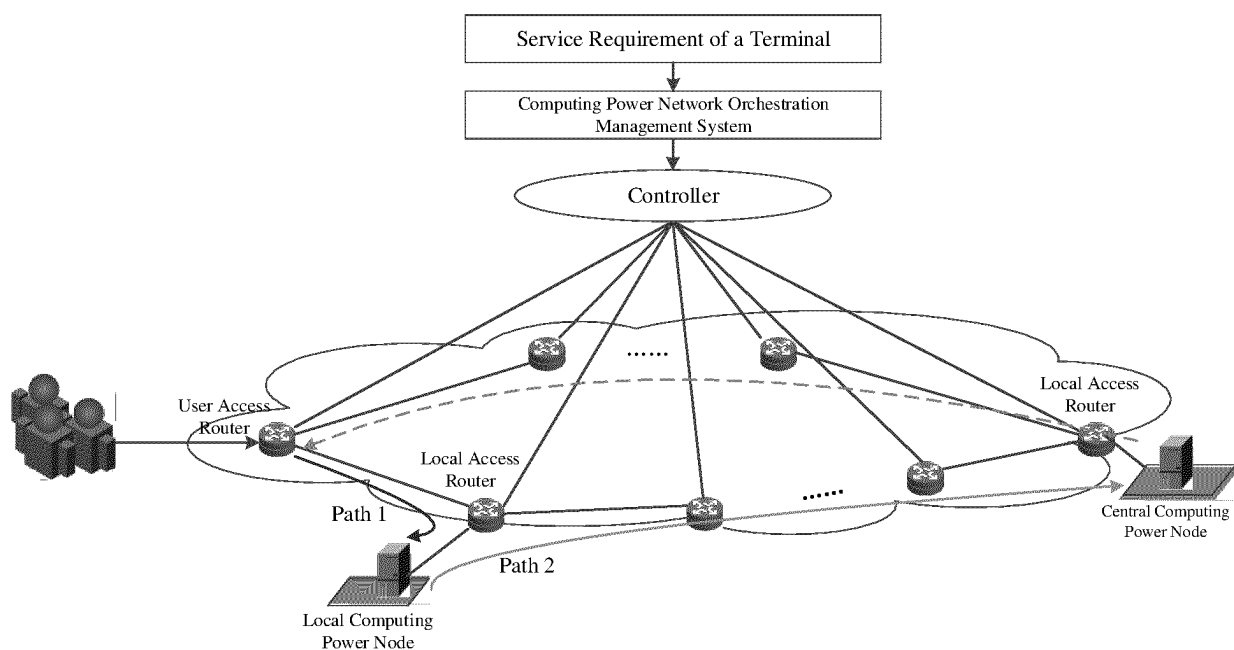 Service Requirement of a Terminal
Computing Power Network Orchestration
Management System
Controller
......
User Access
Router
Local Access
Router
Local Access
Router
......
Path 1
Path 2
Central Computing
Power Node
Local Computing
Power Node